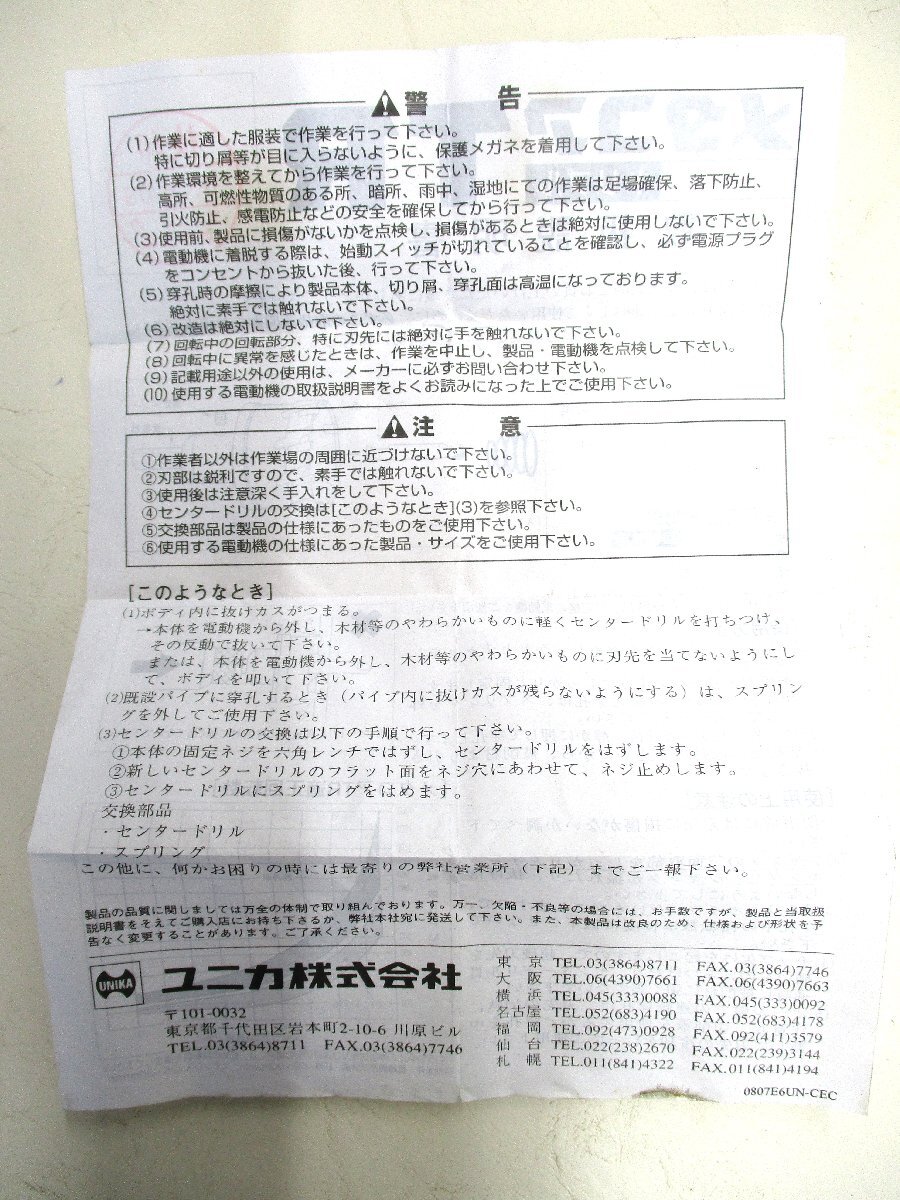 警 告
(1)作業に適した服装で作業を行って下さい。
特に切り屑等が目に入らないように、保護メガネを着用して下さい。
(2)作業環境を整えてから作業を行って下さい。
高所、可燃性物質のある所、暗所、雨中、湿地にての作業は足場確保、落下防止、
引火防止、感電防止などの安全を確保してから行って下さい。
(3)使用前、製品に損傷がないかを点検し、損傷があるときは絶対に使用しないで下さい。
(4)電動機に着脱する際は、始動スイッチが切れていることを確認し、必ず電源プラグ
をコンセントから抜いた後、行って下さい。
(5)穿孔時の摩擦により製品本体、切り屑、穿孔面は高温になっております。
絶対に素手では触れないで下さい。
(6)改造は絶対にしないで下さい。
(7)回転中の回転部分、特に刃先には絶対に手を触れないで下さい。
(8)回転中に異常を感じたときは、作業を中止し、製品・電動機を点検して下さい。
(9)記載用途以外の使用は、メーカーに必ずお問い合わせ下さい。
(10)使用する電動機の取扱説明書をよくお読みになった上でご使用下さい。
注 意
①作業者以外は作業場の周囲に近づけないで下さい。
②刃部は鋭利ですので、素手では触れないで下さい。
③使用後は注意深く手入れをして下さい。
④センタードリルの交換は[このようなとき](3)を参照下さい。
⑤交換部品は製品の仕様にあったものをご使用下さい。
⑥使用する電動機の仕様にあった製品・サイズをご使用下さい。
[このようなとき]
(1)ボディ内に抜けカスがつまる。
→本体を電動機から外し、木材等のやわらかいものに軽くセンタードリルを打ちつけ、
その反動で抜いて下さい。
または、本体を電動機から外し、木材等のやわらかいものに刃先を当てないようにし
て、ボディを叩いて下さい。
(2)既設パイプに穿孔するとき（パイプ内に抜けカスが残らないようにする）は、スプリン
グを外してご使用下さい。
(3)センタードリルの交換は以下の手順で行って下さい。
①本体の固定ネジを六角レンチではずし、センタードリルをはずします。
②新しいセンタードリルのフラット面をネジ穴にあわせて、ネジ止めします。
③センタードリルにスプリングをはめます。
交換部品
・センタードリル
・スプリング
この他に、何かお困りの時には最寄りの弊社営業所（下記）までご一報下さい。
製品の品質に関しましては万全の体制で取り組んでおります。万一、欠陥・不良等の場合には、お手数ですが、製品と当取扱
説明書をそえてご購入店にお持ち下さるか、弊社本社宛に発送して下さい。また、本製品は改良のため、仕様および形状を予
告なく変更することがあります。ご了承ください。
UNIKA ユニカ株式会社
〒101-0032
東京都千代田区岩本町2-10-6 川原ビル
TEL.03(3864)8711 FAX.03(3864)7746
東 京 TEL.03(3864)8711 FAX.03(3864)7746
大 阪 TEL.06(4390)7661 FAX.06(4390)7663
横 浜 TEL.045(333)0088 FAX.045(333)0092
名古屋 TEL.052(683)4190 FAX.052(683)4178
福 岡 TEL.092(473)0928 FAX.092(411)3579
仙 台 TEL.022(238)2670 FAX.022(239)3144
札 幌 TEL.011(841)4322 FAX.011(841)4194
0807E6UN-CEC